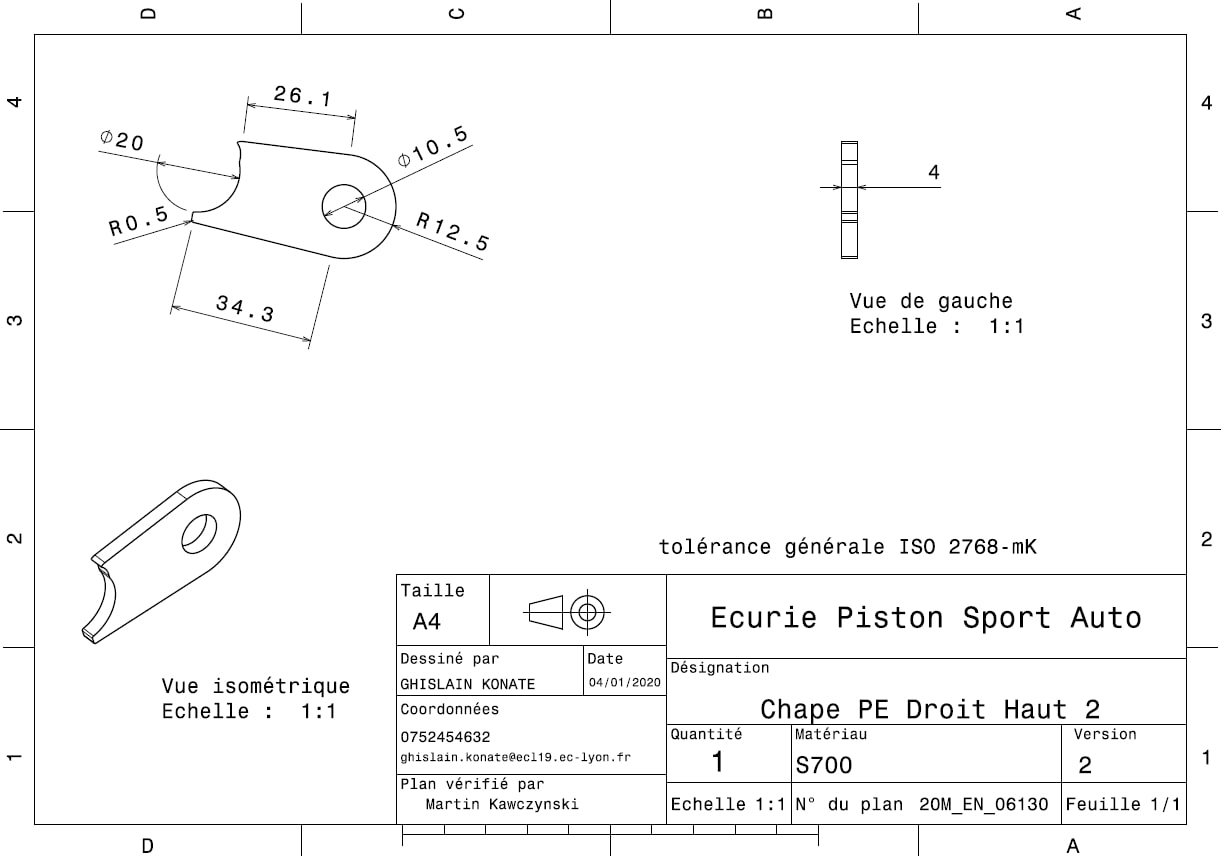 D C B A
4 4
26.1
⌀20
⌀10.5
R0.5
R12.5
34.3
4
Vue de gauche
Echelle : 1:1
3 3
2 2
tolérance générale ISO 2768-mK
Vue isométrique
Echelle : 1:1
Taille
A4
Ecurie Piston Sport Auto
Dessiné par
GHISLAIN KONATE
Date
04/01/2020
Désignation
Chape PE Droit Haut 2
Coordonnées
0752454632
ghislain.konate@ecl19.ec-lyon.fr
Quantité
1
Matériau
S700
Version
2
Plan vérifié par
Martin Kawczynski
Echelle 1:1
N° du plan 20M_EN_06130
Feuille 1/1
1 1
D A